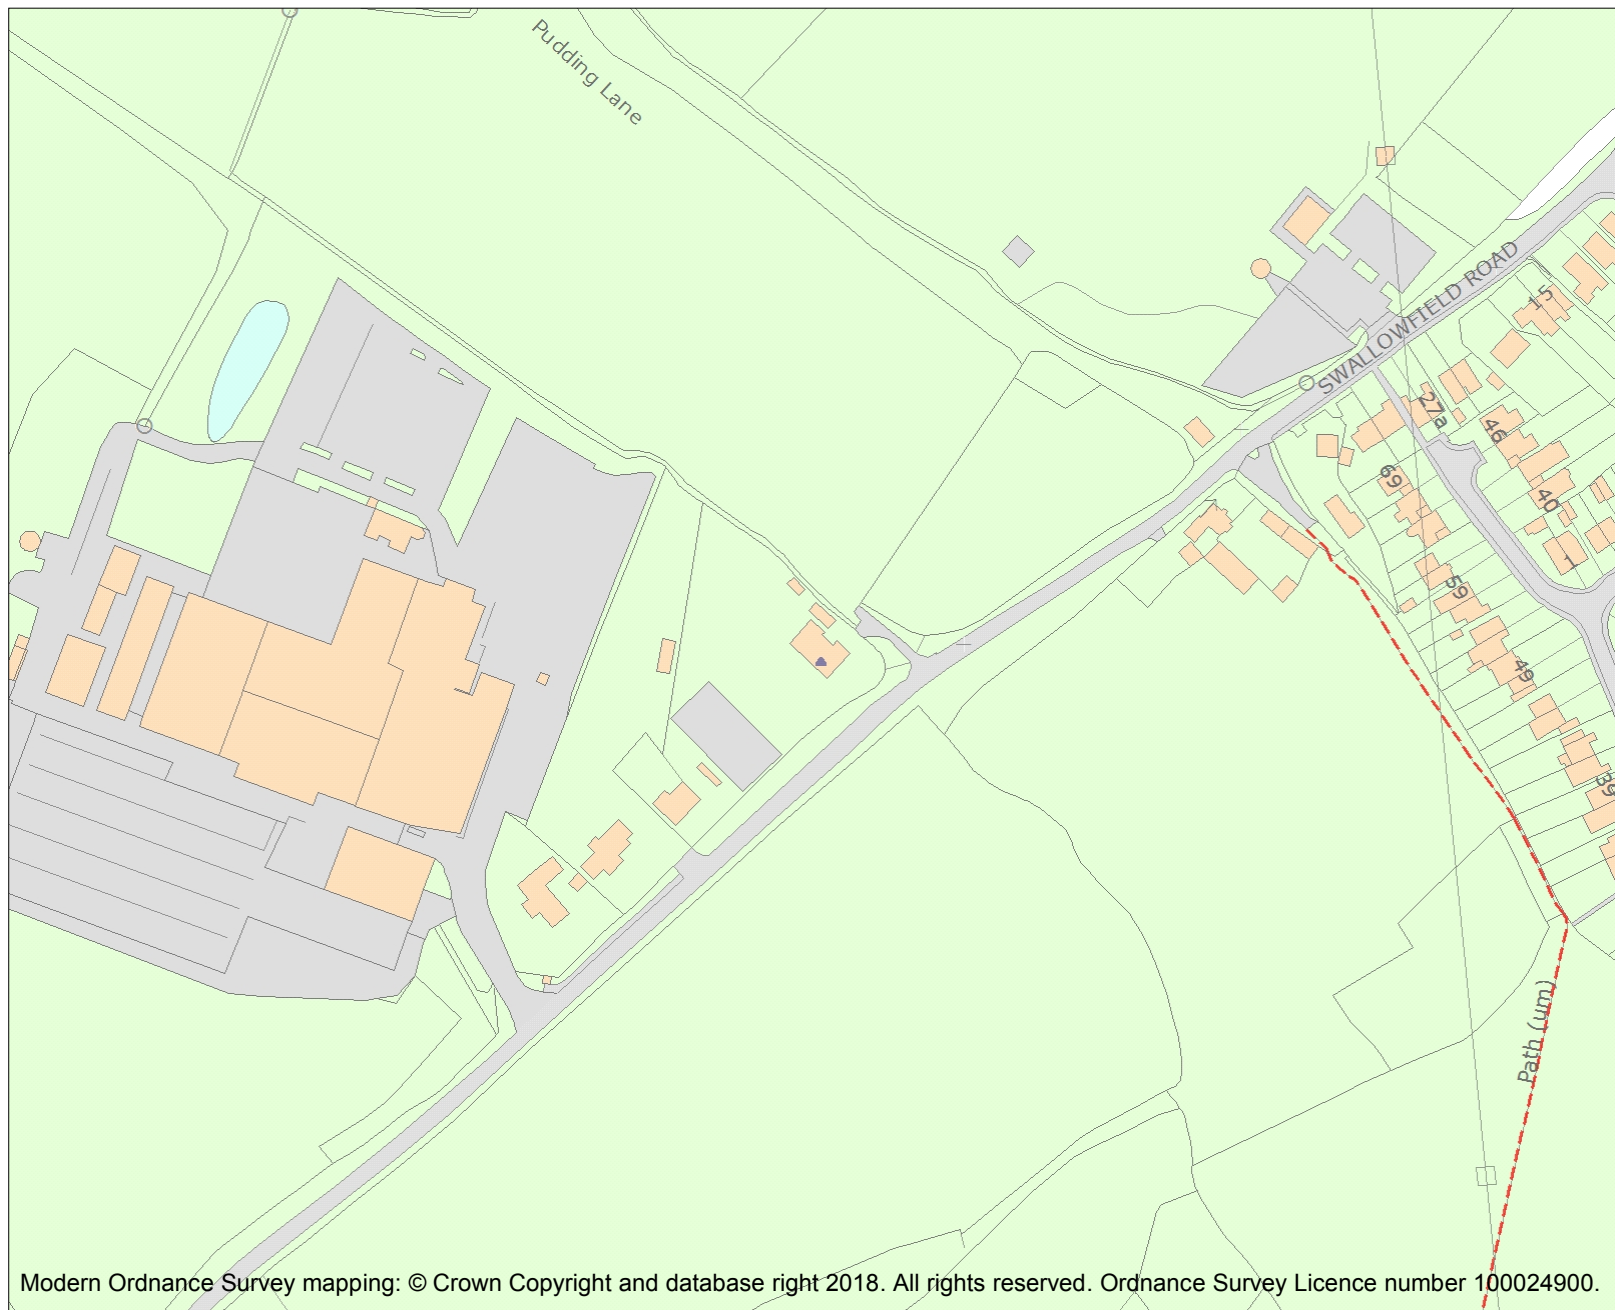 Pudding Lane
SWALLOWFIELD ROAD
15
27a
46
69
40
1
59
49
39
Path (um)
Modern Ordnance Survey mapping: © Crown Copyright and database right 2018. All rights reserved. Ordnance Survey Licence number 100024900.